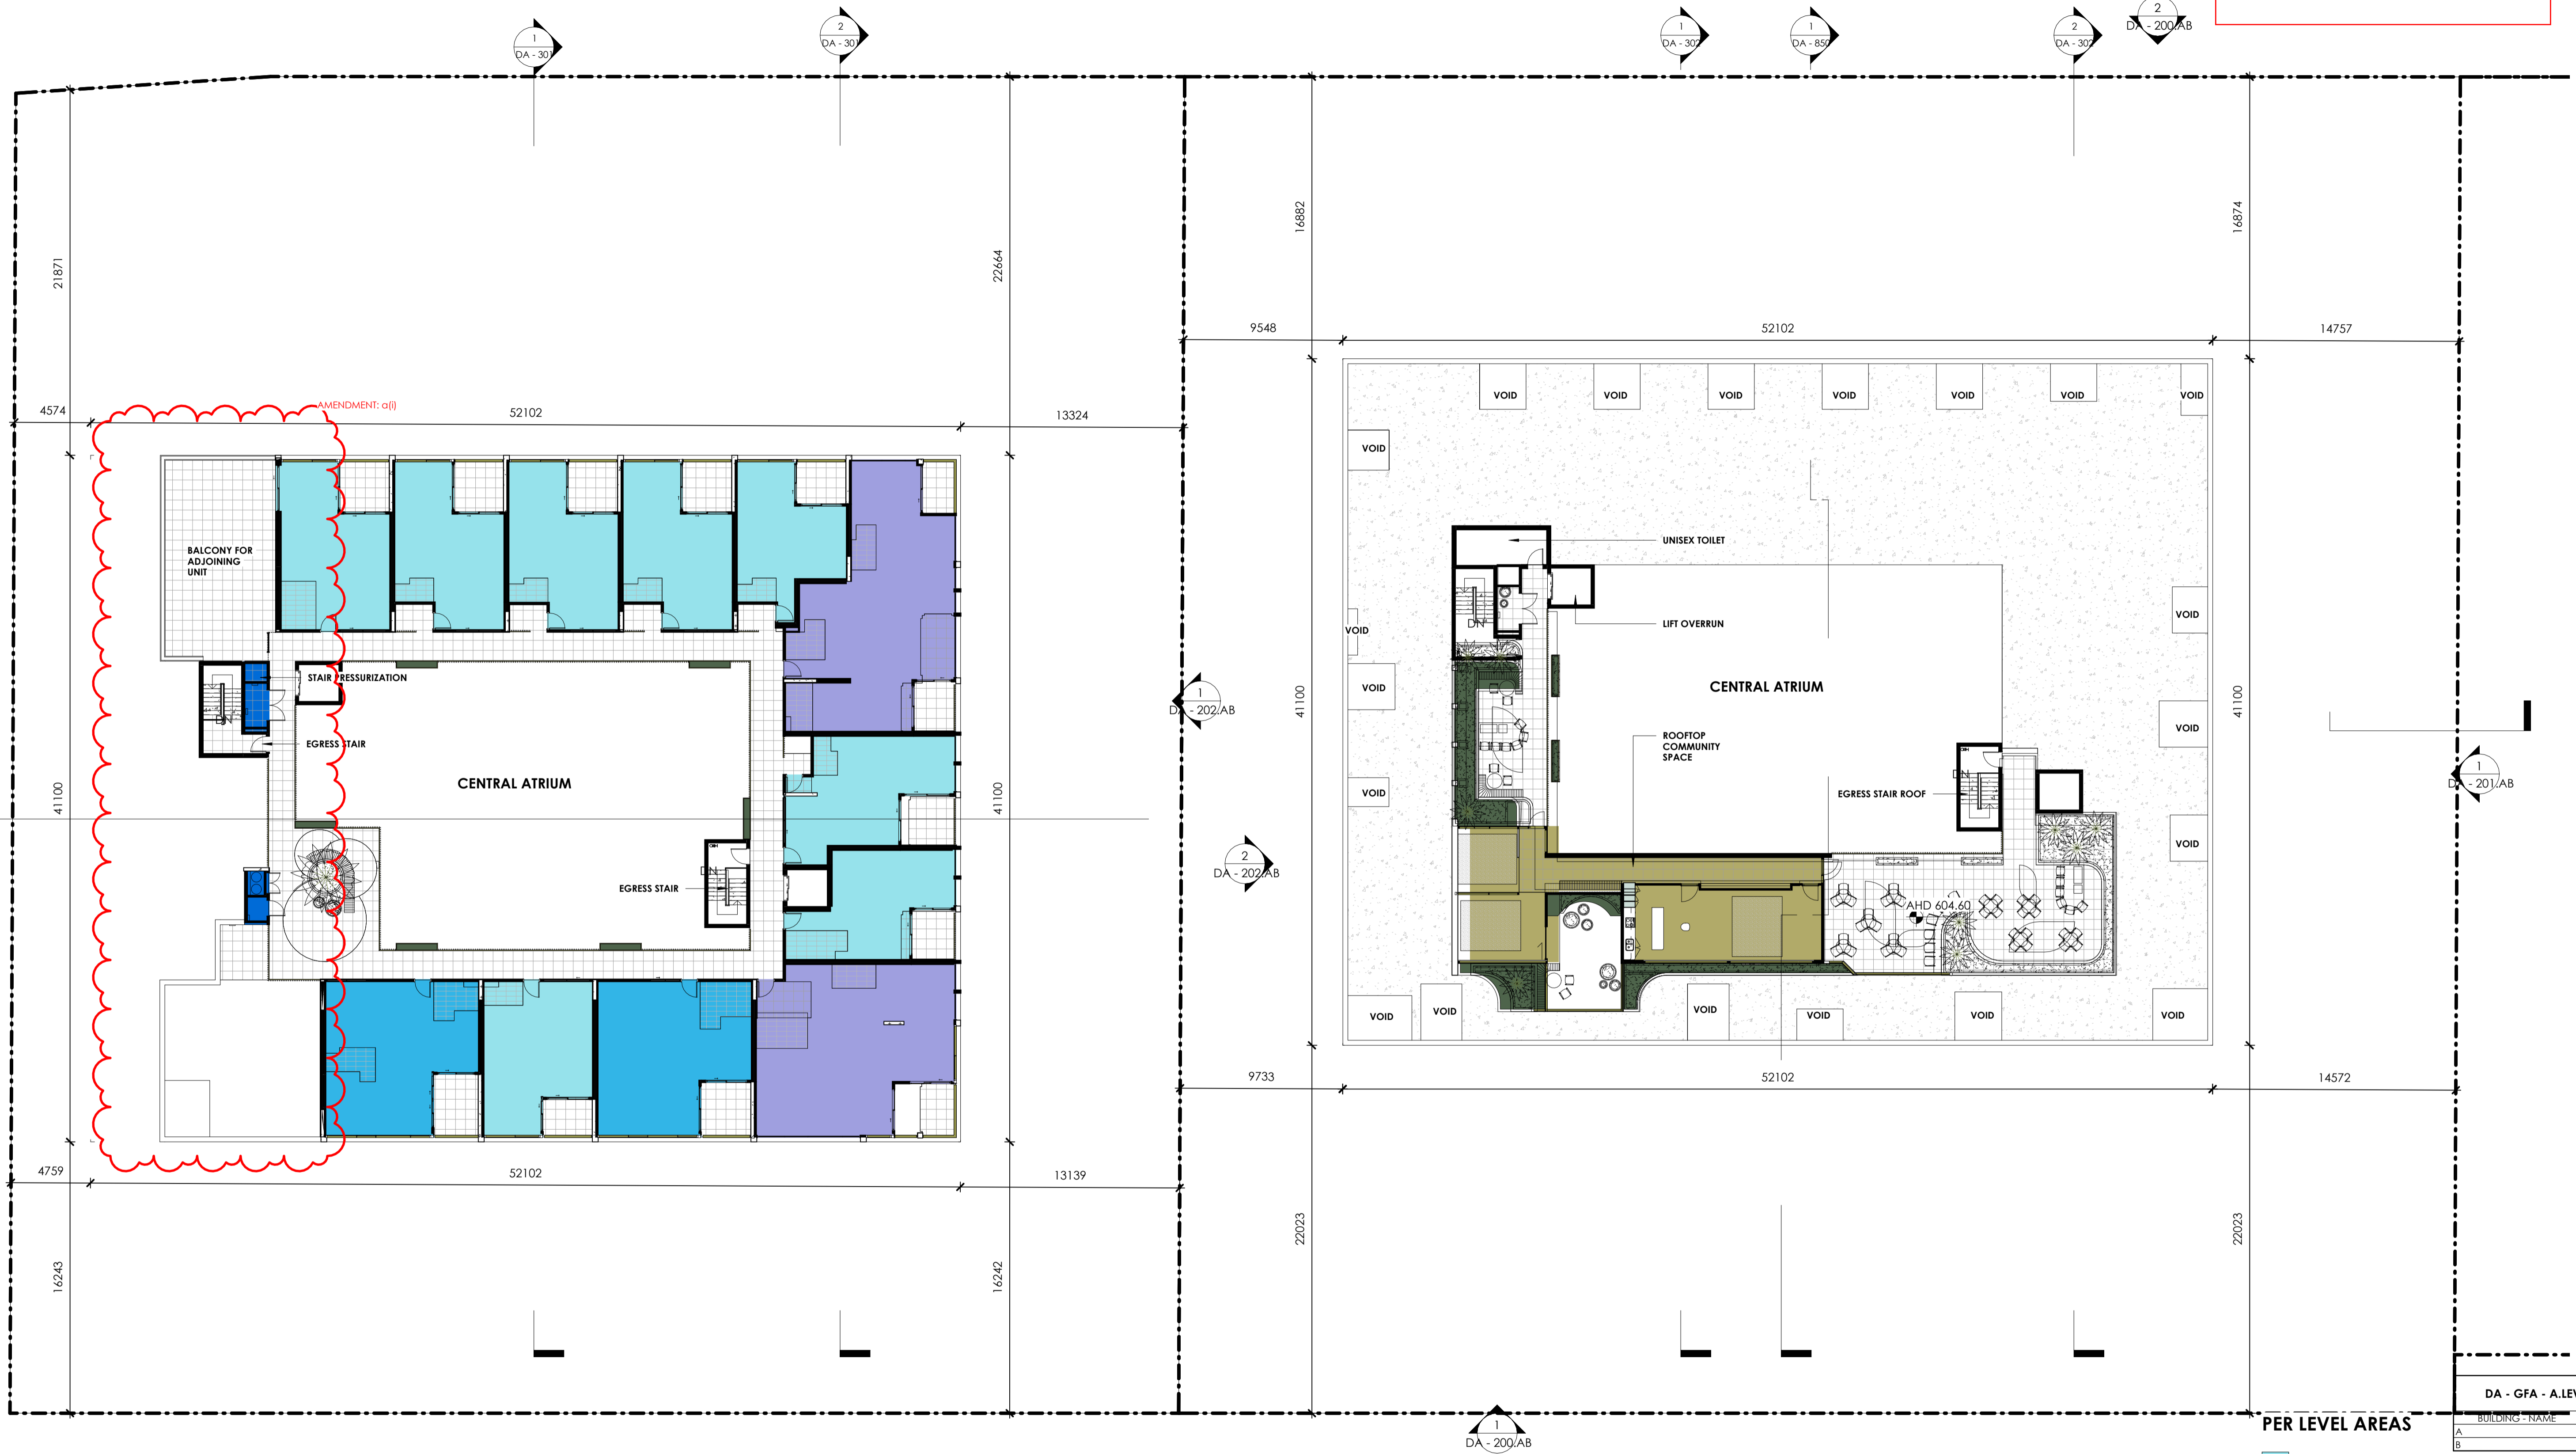 1
DA - 301
2
DA - 301
1
DA - 302
1
DA - 850
2
DA - 302
2
DA - 200.AB
21871
22664
16882
16874
9548
52102
14757
4574
AMENDMENT: a(i)
52102
13324
VOID
VOID
VOID
VOID
VOID
VOID
VOID
VOID
BALCONY FOR
ADJOINING
UNIT
UNISEX TOILET
LIFT OVERRUN
DN
VOID
VOID
STAIR PRESSURIZATION
DN
EGRESS STAIR
CENTRAL ATRIUM
CENTRAL ATRIUM
VOID
VOID
1
DA - 202.AB
41100
41100
ROOFTOP
COMMUNITY
SPACE
41100
41100
EGRESS STAIR ROOF
DN
VOID
1
DA - 201.AB
VOID
2
DA - 202.AB
EGRESS STAIR
DN
AHD 604.60
VOID
VOID
VOID
VOID
VOID
VOID
9733
52102
14572
4759
52102
13139
16243
16242
22023
22023
1
DA - 200.AB
PER LEVEL AREAS
DA - GFA - A.LEV
BUILDING - NAME
A
B